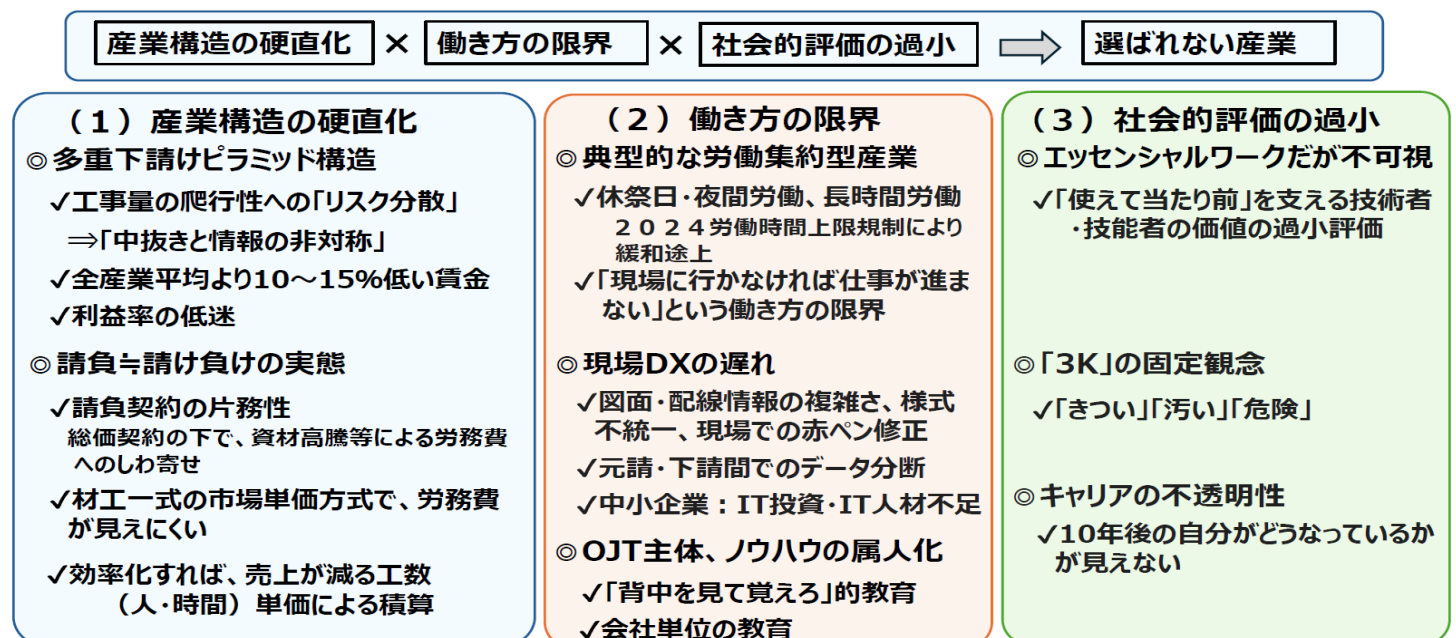 産業構造の硬直化 × 働き方の限界 × 社会的評価の過小 選ばれない産業
（１）産業構造の硬直化
◎多重下請けピラミッド構造
✓工事量の爬行性への「リスク分散」
⇒「中抜きと情報の非対称」
✓全産業平均より10～15%低い賃金
✓利益率の低迷
◎請負≒請け負けの実態
✓請負契約の片務性
総価契約の下で、資材高騰等による労務費
へのしわ寄せ
✓材工一式の市場単価方式で、労務費
が見えにくい
✓効率化すれば、売上が減る工数
（人・時間）単価による積算
（２）働き方の限界
◎典型的な労働集約型産業
✓休祭日・夜間労働、長時間労働
２０２４労働時間上限規制により
緩和途上
✓「現場に行かなければ仕事が進ま
ない」という働き方の限界
◎現場DXの遅れ
✓図面・配線情報の複雑さ、様式
不統一、現場での赤ペン修正
✓元請・下請間でのデータ分断
✓中小企業：IT投資・IT人材不足
◎OJT主体、ノウハウの属人化
✓「背中を見て覚えろ」的教育
✓会社単位の教育
（３）社会的評価の過小
◎エッセンシャルワークだが不可視
✓「使えて当たり前」を支える技術者
・技能者の価値の過小評価
◎「3K」の固定観念
✓「きつい」「汚い」「危険」
◎キャリアの不透明性
✓10年後の自分がどうなっているか
が見えない